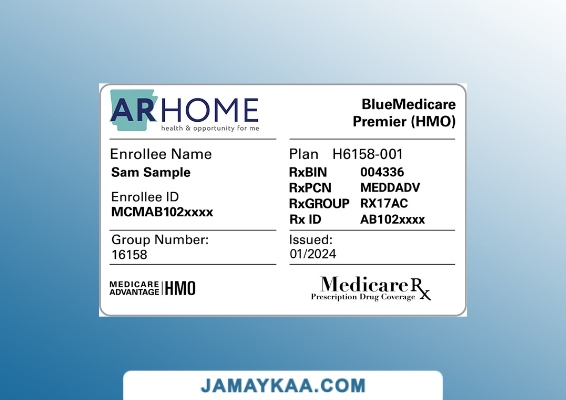 ARHOME
health & opportunity for me
BlueMedicare
Premier (HMO)
Enrollee Name
Sam Sample
Enrollee ID
MCMAB102xxxx
Plan H6158-001
RxBIN 004336
RxPCN MEDDADV
RxGROUP RX17AC
Rx ID AB102xxxx
Group Number:
16158
Issued:
01/2024
MEDICARE
ADVANTAGE HMO
MedicareRx
Prescription Drug Coverage
JAMAYKAA.COM